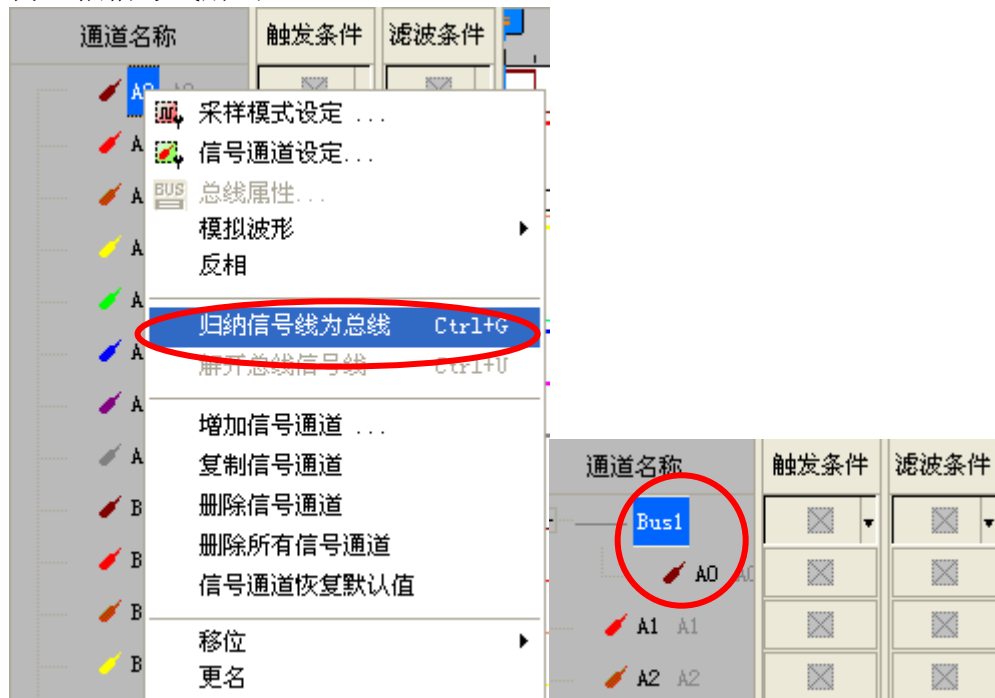 通道名称 触发条件 滤波条件
A0 A0
采样模式设定 ...
A
信号通道设定...
A
BUS 总线属性...
A
模拟波形
反相
A
归纳信号线为总线 Ctrl+G
A
解开总线信号线 Ctrl+U
A
增加信号通道 ...
A
复制信号通道
B
删除信号通道
B
删除所有信号通道
信号通道恢复默认值
B
移位
B
更名
通道名称 触发条件 滤波条件
Bus1
A0 A0
A1 A1
A2 A2